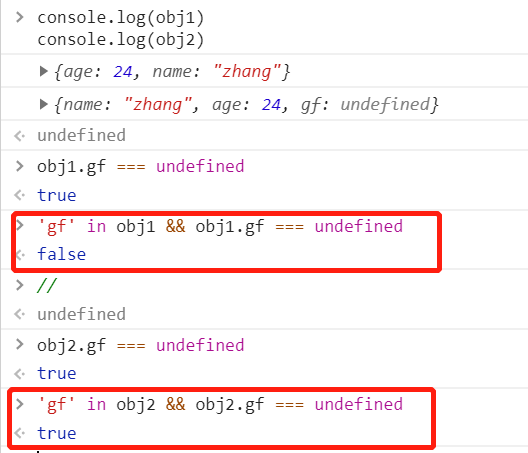 > console.log(obj1)
console.log(obj2)
▶ {age: 24, name: "zhang"}
▶ {name: "zhang", age: 24, gf: undefined}
<· undefined
> obj1.gf === undefined
<· true
> 'gf' in obj1 && obj1.gf === undefined
<· false
> //
<· undefined
> obj2.gf === undefined
<· true
> 'gf' in obj2 && obj2.gf === undefined
<· true